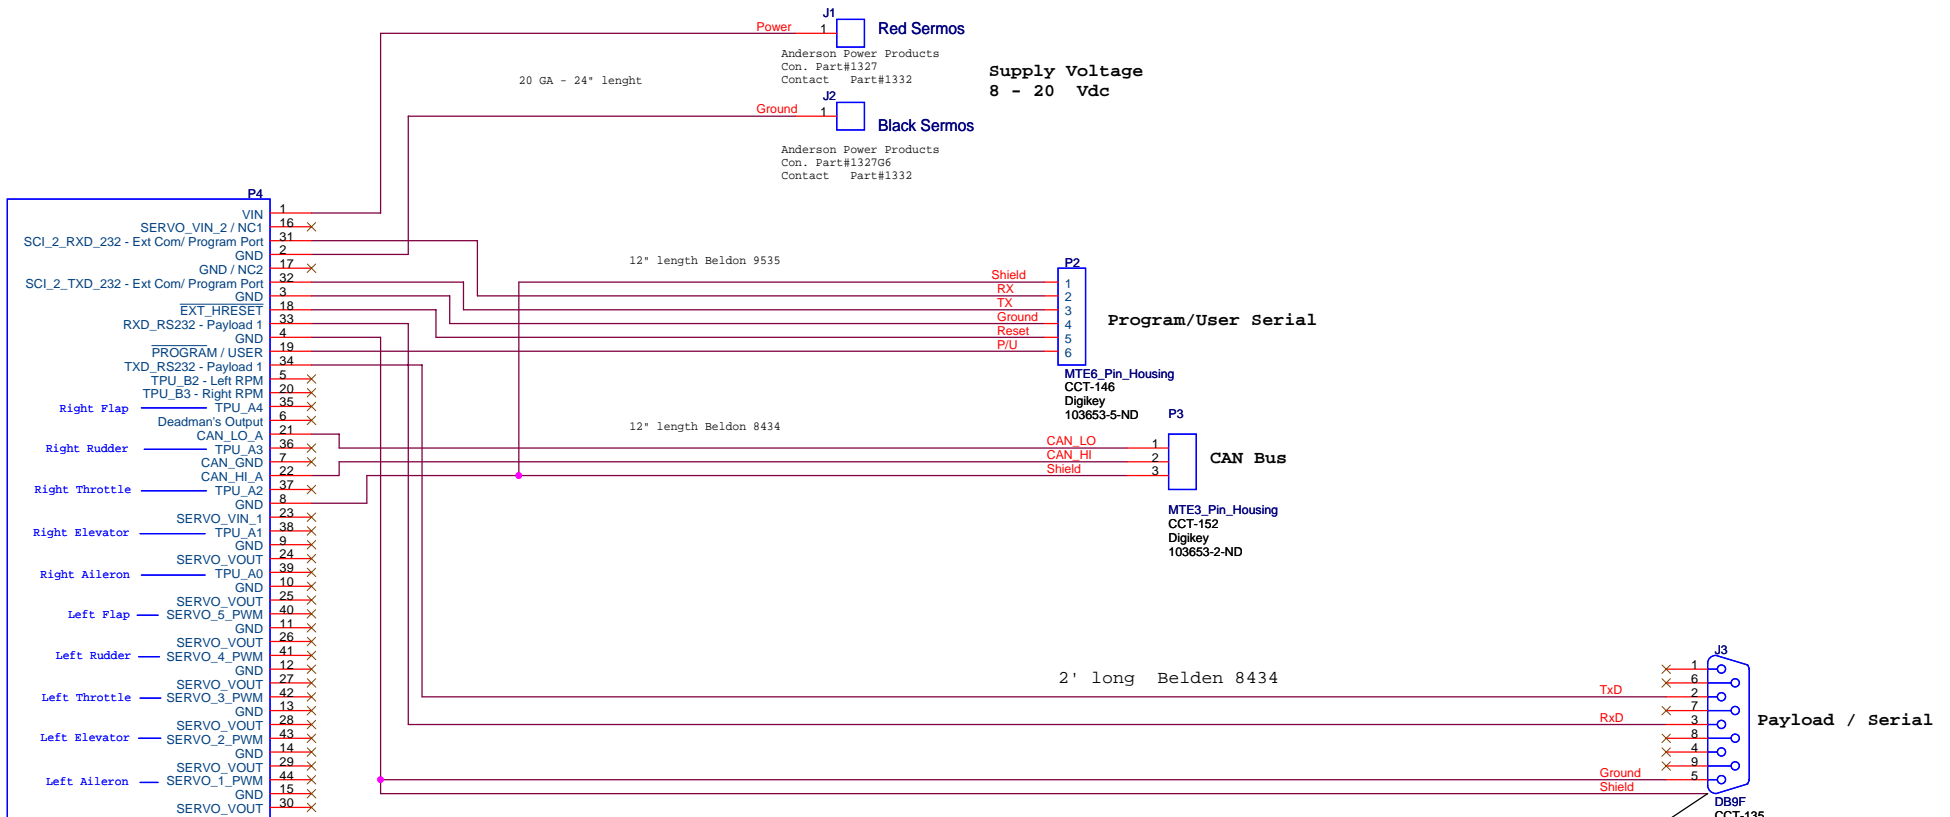 J1
Power 1 Red Sermos
Anderson Power Products
Con. Part#1327
Contact Part#1332
20 GA - 24" lenght
Supply Voltage
8 - 20 Vdc
J2
Ground 1
Black Sermos
Anderson Power Products
Con. Part#1327G6
Contact Part#1332
P4
VIN 1
SERVO_VIN_2 / NC1 16
SCI_2_RXD_232 - Ext Com/ Program Port 31
GND 2
GND / NC2 17
SCI_2_TXD_232 - Ext Com/ Program Port 32
GND 3
EXT_HRESET 18
RXD_RS232 - Payload 1 33
GND 4
PROGRAM / USER 19
TXD_RS232 - Payload 1 34
TPU_B2 - Left RPM 5
TPU_B3 - Right RPM 20
Right Flap TPU_A4 35
Deadman's Output 6
CAN_LO_A 21
Right Rudder TPU_A3 36
CAN_GND 7
CAN_HI_A 22
Right Throttle TPU_A2 37
GND 8
SERVO_VIN_1 23
Right Elevator TPU_A1 38
GND 9
SERVO_VOUT 24
Right Aileron TPU_A0 39
GND 10
SERVO_VOUT 25
Left Flap SERVO_5_PWM 40
GND 11
SERVO_VOUT 26
Left Rudder SERVO_4_PWM 41
GND 12
SERVO_VOUT 27
Left Throttle SERVO_3_PWM 42
GND 13
SERVO_VOUT 28
Left Elevator SERVO_2_PWM 43
GND 14
SERVO_VOUT 29
Left Aileron SERVO_1_PWM 44
GND 15
SERVO_VOUT 30
12" length Beldon 9535
P2
Shield 1
RX 2
TX 3
Ground 4
Reset 5
P/U 6
Program/User Serial
MTE6_Pin_Housing
CCT-146
Digikey
103653-5-ND
12" length Beldon 8434
P3
CAN_LO 1
CAN_HI 2
Shield 3
CAN Bus
MTE3_Pin_Housing
CCT-152
Digikey
103653-2-ND
2' long Belden 8434
J3
1
6
TxD 2
7
RxD 3
8
4
9
Ground 5
Shield
Payload / Serial
DB9F
CCT-135